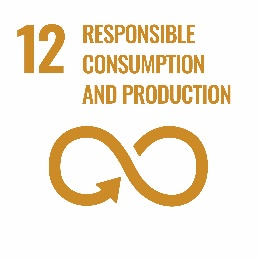 12 RESPONSIBLE
CONSUMPTION
AND PRODUCTION